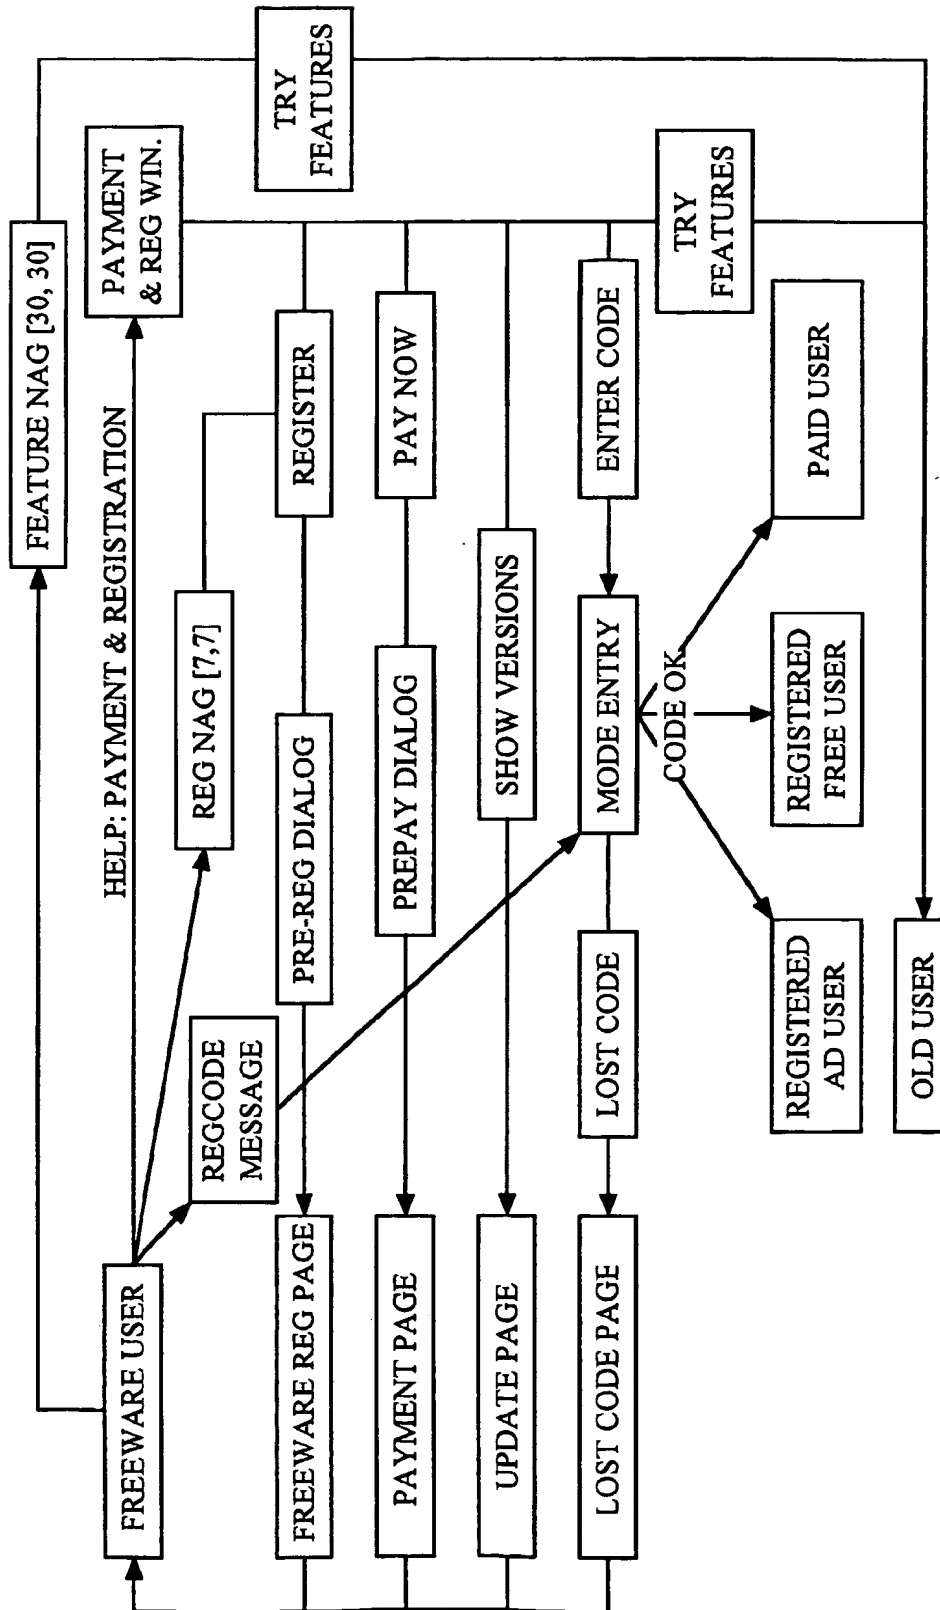 FEATURE NAG [30, 30]
TRY
FEATURES
FREEWARE USER
HELP: PAYMENT & REGISTRATION
PAYMENT
& REG WIN.
REG NAG [7,7]
REGCODE
MESSAGE
FREEWARE REG PAGE
PRE-REG DIALOG
REGISTER
PAYMENT PAGE
PREPAY DIALOG
PAY NOW
UPDATE PAGE
SHOW VERSIONS
LOST CODE PAGE
LOST CODE
MODE ENTRY
ENTER CODE
TRY
FEATURES
CODE OK
REGISTERED
AD USER
REGISTERED
FREE USER
PAID USER
OLD USER